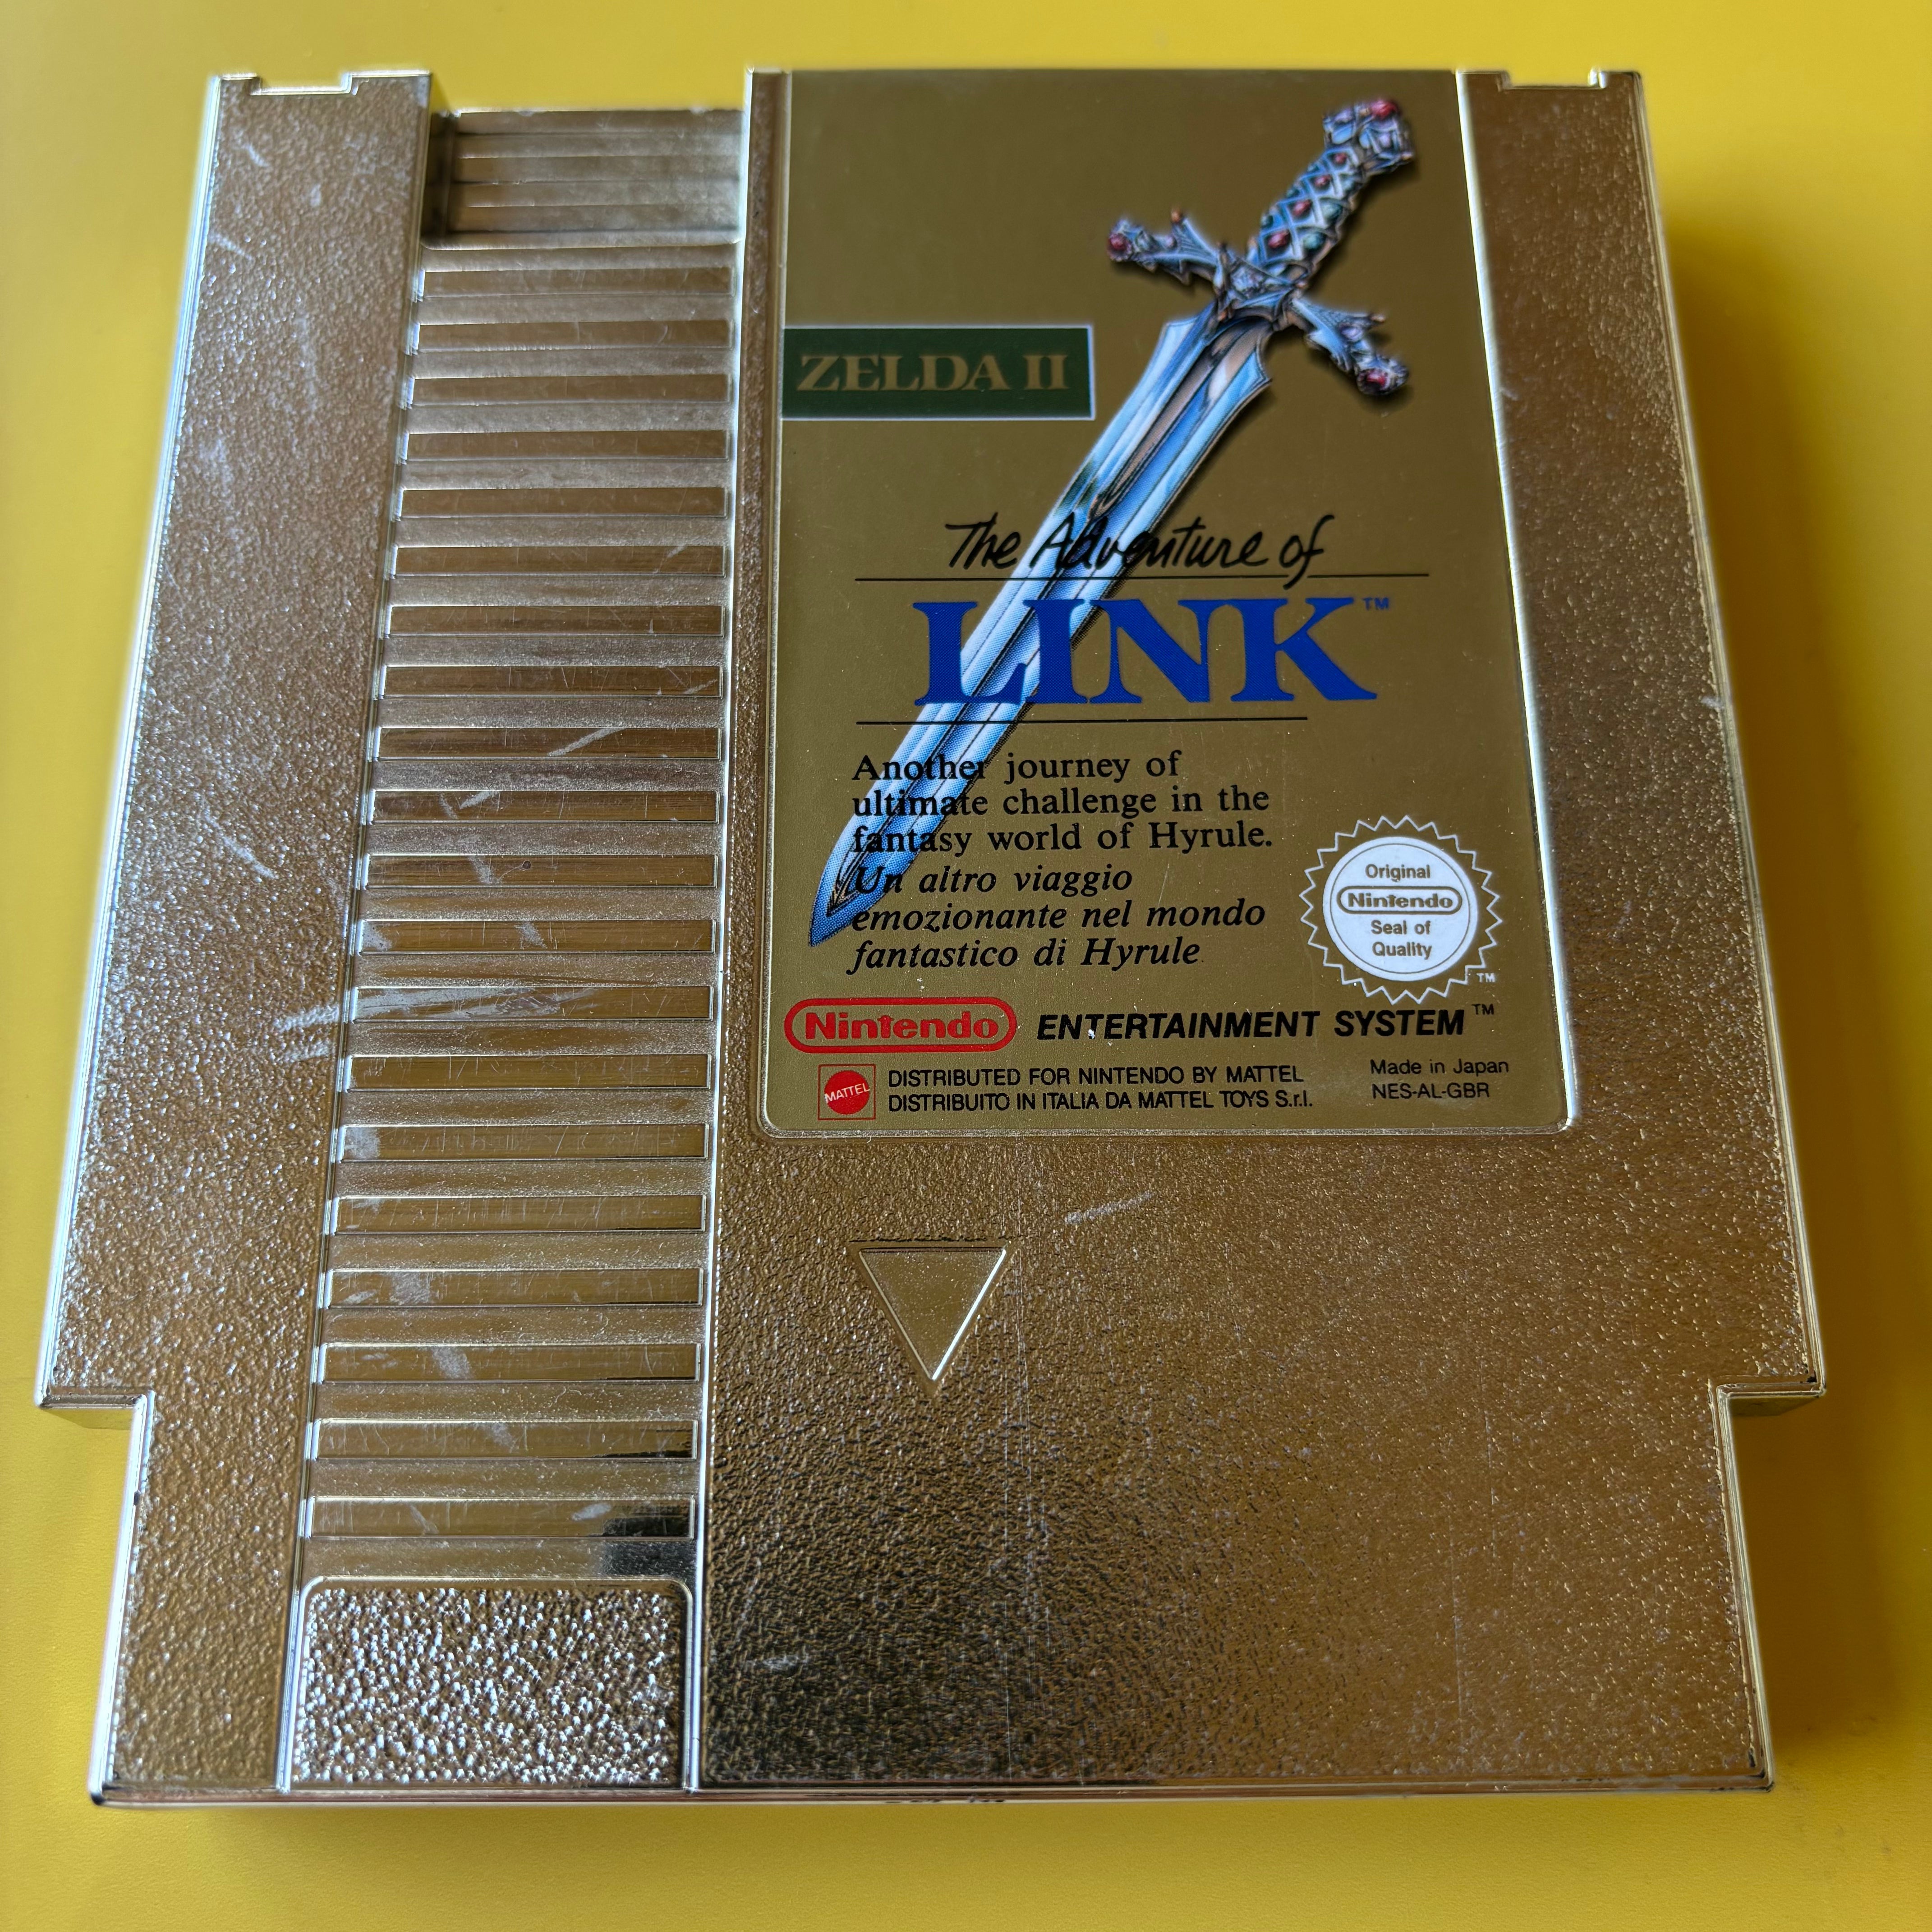 ZELDA II
The Adventure of
LINK™
Another journey of
ultimate challenge in the
fantasy world of Hyrule.
Un altro viaggio
emozionante nel mondo
fantastico di Hyrule
Original
Nintendo
Seal of
Quality
™
Nintendo ENTERTAINMENT SYSTEM™
MATTEL
DISTRIBUTED FOR NINTENDO BY MATTEL
DISTRIBUITO IN ITALIA DA MATTEL TOYS S.r.l.
Made in Japan
NES-AL-GBR